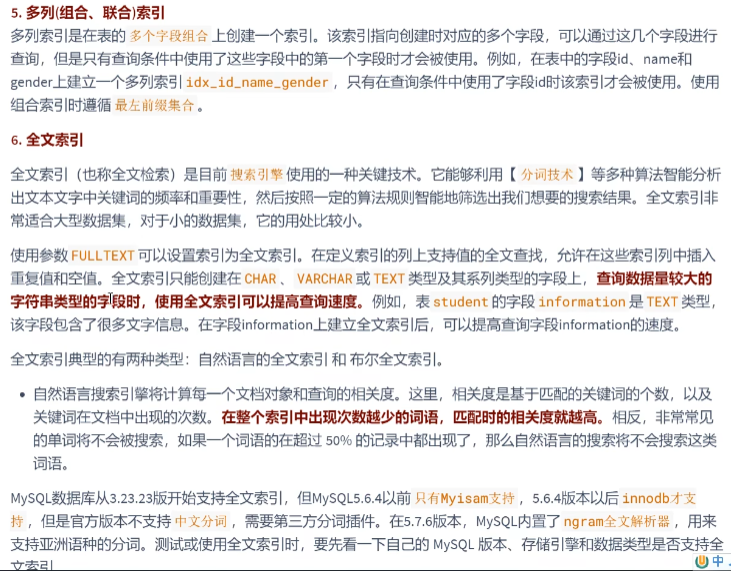 5. 多列(组合、联合)索引
多列索引是在表的 多个字段组合 上创建一个索引。该索引指向创建时对应的多个字段，可以通过这几个字段进行
查询，但是只有查询条件中使用了这些字段中的第一个字段时才会被使用。例如，在表中的字段id、name和
gender上建立一个多列索引 idx_id_name_gender ，只有在查询条件中使用了字段id时该索引才会被使用。使用
组合索引时遵循 最左前缀集合 。
6. 全文索引
全文索引（也称全文检索）是目前 搜索引擎 使用的一种关键技术。它能够利用【 分词技术 】等多种算法智能分析
出文本文字中关键词的频率和重要性，然后按照一定的算法规则智能地筛选出我们想要的搜索结果。全文索引非
常适合大型数据集，对于小的数据集，它的用处比较小。
使用参数 FULLTEXT 可以设置索引为全文索引。在定义索引的列上支持值的全文查找，允许在这些索引列中插入
重复值和空值。全文索引只能创建在 CHAR 、 VARCHAR 或 TEXT 类型及其系列类型的字段上，查询数据量较大的
字符串类型的字段时，使用全文索引可以提高查询速度。例如，表 student 的字段 information 是 TEXT 类型，
该字段包含了很多文字信息。在字段information上建立全文索引后，可以提高查询字段information的速度。
全文索引典型的有两种类型：自然语言的全文索引 和 布尔全文索引。
• 自然语言搜索引擎将计算每一个文档对象和查询的相关度。这里，相关度是基于匹配的关键词的个数，以及
关键词在文档中出现的次数。在整个索引中出现次数越少的词语，匹配时的相关度就越高。相反，非常常见
的单词将不会被搜索，如果一个词语的在超过 50% 的记录中都出现了，那么自然语言的搜索将不会搜索这类
词语。
MySQL数据库从3.23.23版开始支持全文索引，但MySQL5.6.4以前 只有Myisam支持 ，5.6.4版本以后 innodb才支
持 ，但是官方版本不支持 中文分词 ，需要第三方分词插件。在5.7.6版本，MySQL内置了 ngram全文解析器 ，用来
支持亚洲语种的分词。测试或使用全文索引时，要先看一下自己的 MySQL 版本、存储引擎和数据类型是否支持全
文索引
中